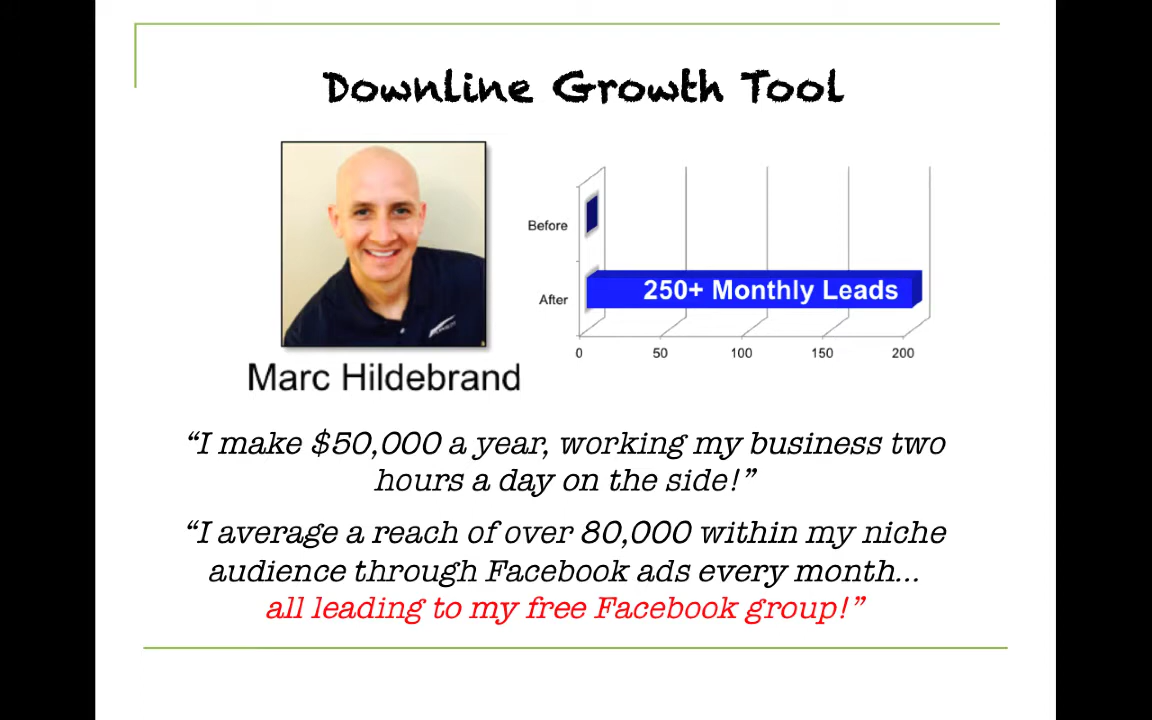 Downline Growth Tool
Before
After
250+ Monthly Leads
0 50 100 150 200
Marc Hildebrand
“I make $50,000 a year, working my business two
hours a day on the side!”
“I average a reach of over 80,000 within my niche
audience through Facebook ads every month...
all leading to my free Facebook group!”